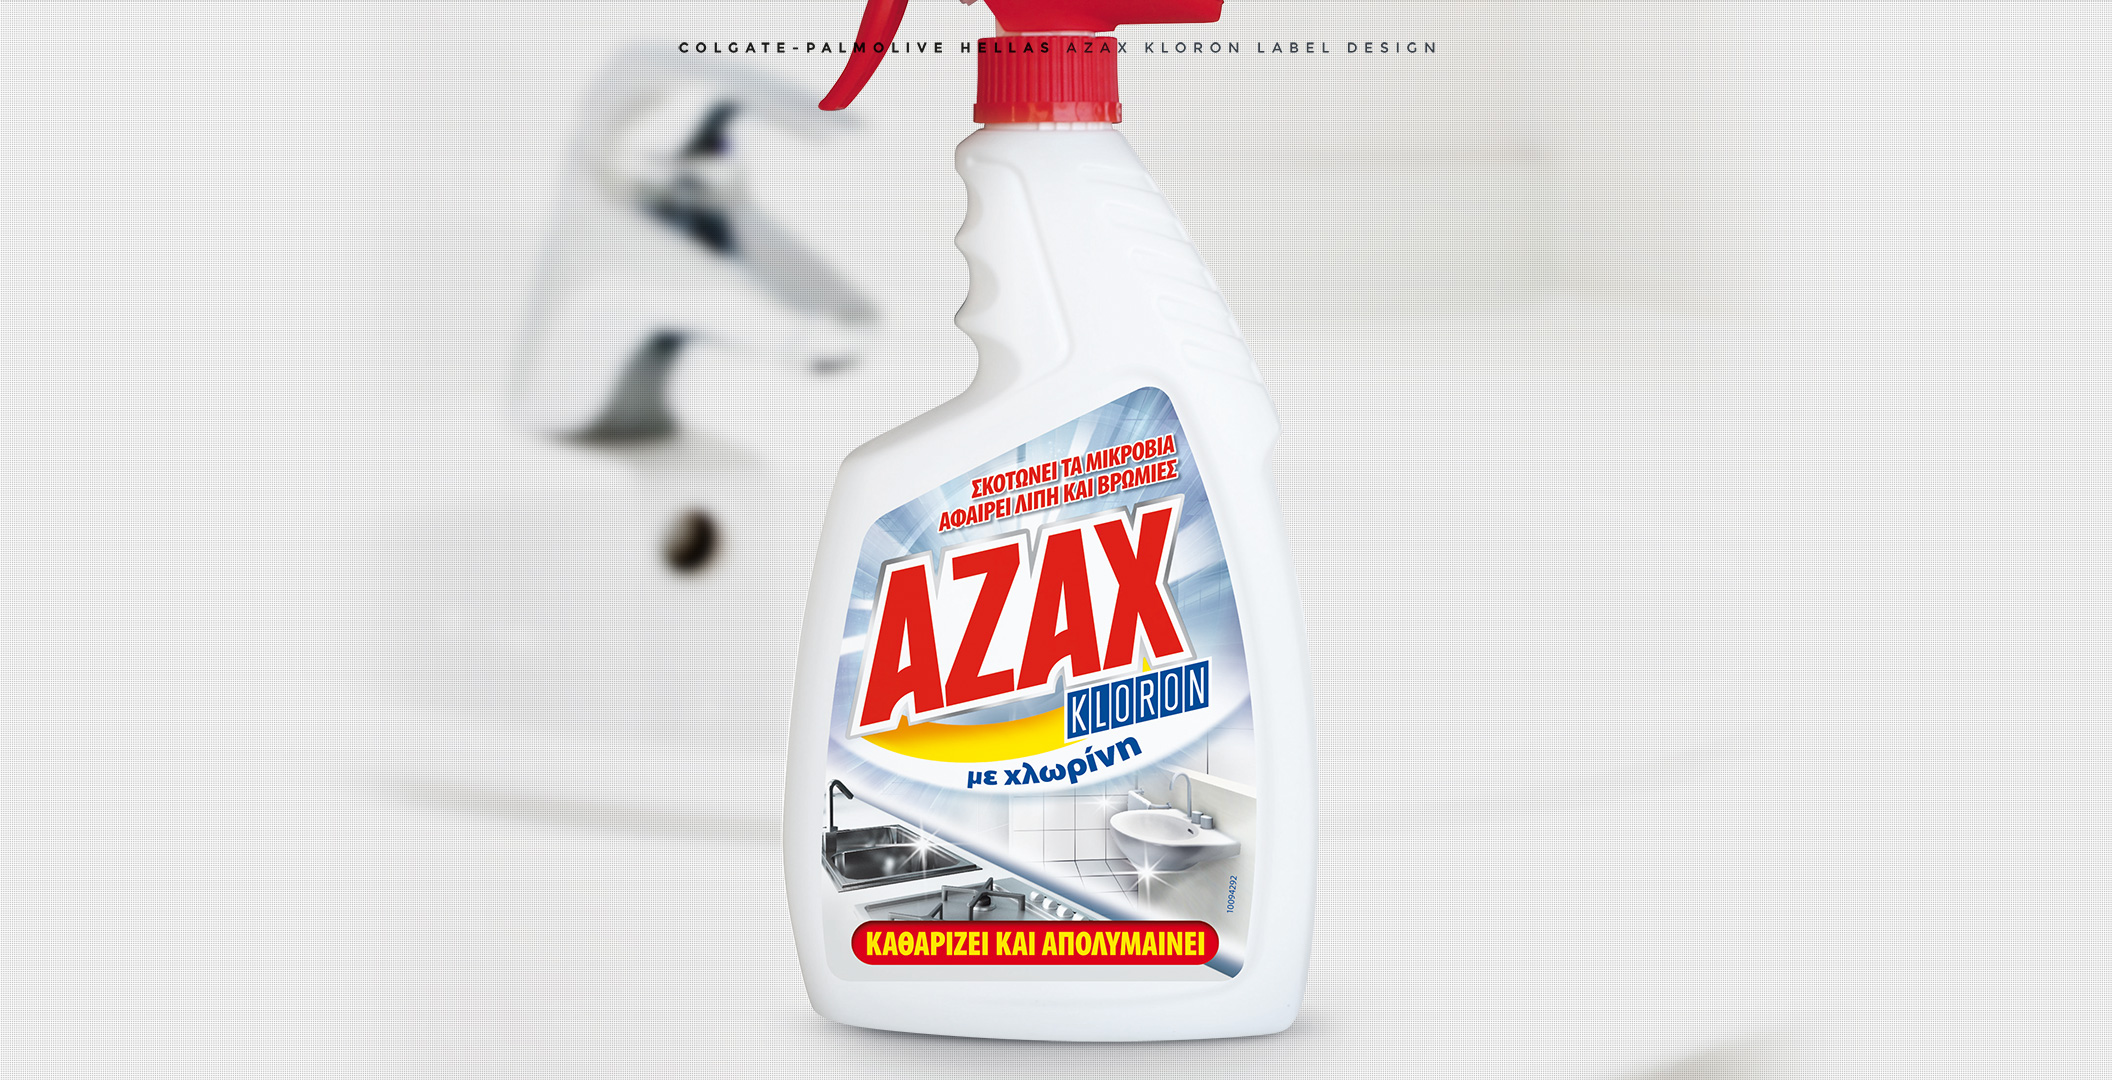 COLGATE-PALMOLIVE HELLAS AZAX KLORON LABEL DESIGN
ΣΚΟΤΩΝΕΙ ΤΑ ΜΙΚΡΟΒΙΑ
ΑΦΑΙΡΕΙ ΛΙΠΗ ΚΑΙ ΒΡΩΜΙΕΣ
AZAX
KLORON
με χλωρίνη
10094292
ΚΑΘΑΡΙΖΕΙ ΚΑΙ ΑΠΟΛΥΜΑΙΝΕΙ